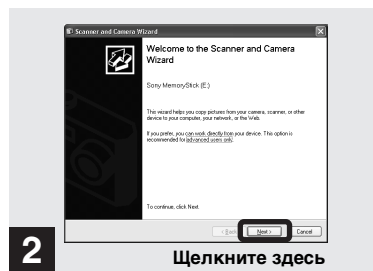 Scanner and Camera Wizard
Welcome to the Scanner and Camera
Wizard
Sony MemoryStick (E:)
This wizard helps you copy pictures from your camera, scanner, or other
device to your computer, your network, or the Web.
If you prefer, you can work directly from your device. This option is
recommended for advanced users only.
To continue, click Next.
< Back Next > Cancel
2
Щелкните здесь